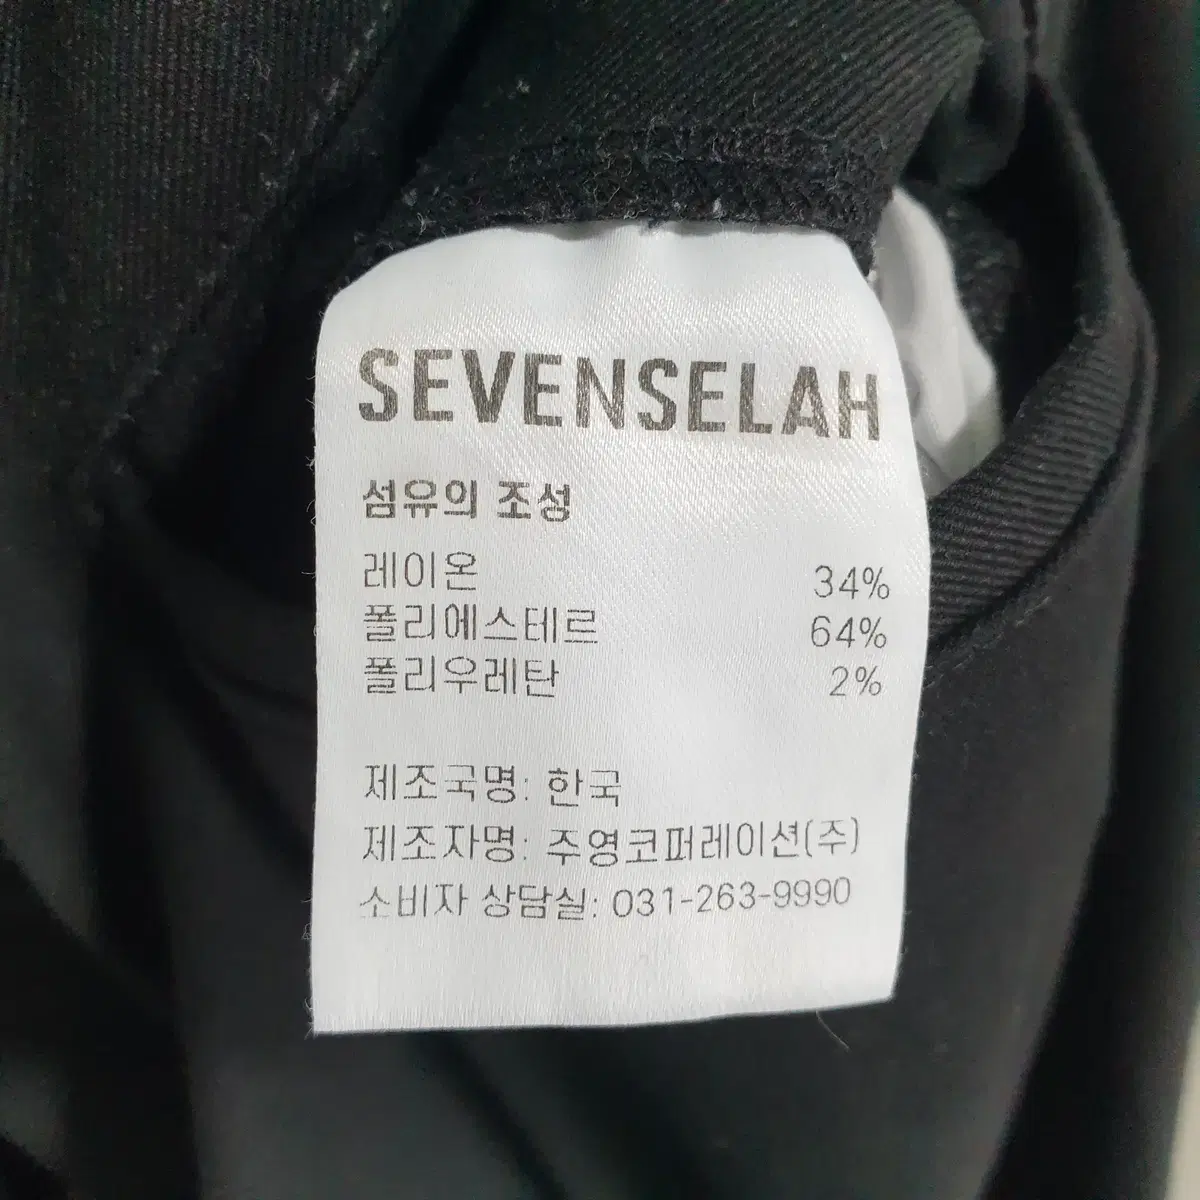 SEVENSELAH
섬유의 조성
레이온 34%
폴리에스테르 64%
폴리우레탄 2%
제조국명: 한국
제조자명: 주영코퍼레이션(주)
소비자 상담실: 031-263-9990